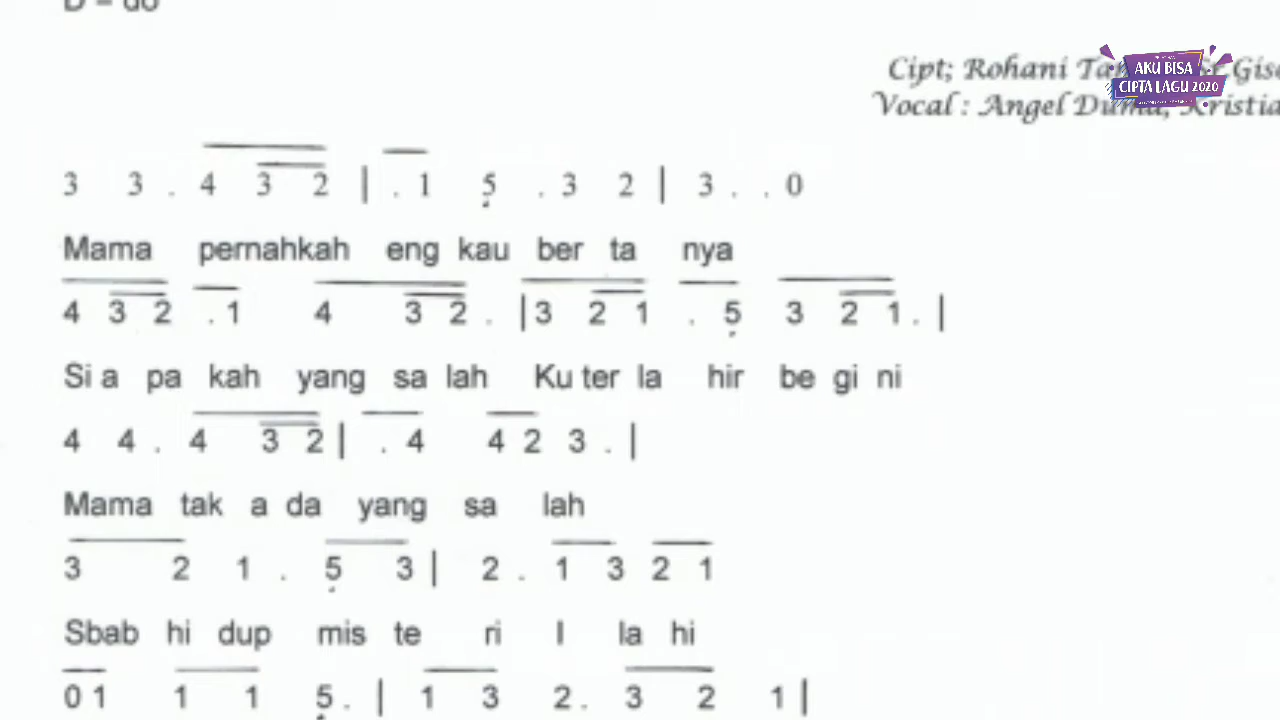 D = do
Cipt; Rohani
Vocal : Angel Duma, Kristia
AKU BISA
CIPTA LAGU 2020
3 3 . 4 3 2 | . 1 5 . 3 2 | 3 . . 0
Mama pernahkah eng kau ber ta nya
4 3 2 . 1 4 3 2 . | 3 2 1 . 5 3 2 1 . |
Si a pa kah yang sa lah Ku ter la hir be gi ni
4 4 . 4 3 2 | . 4 4 2 3 . |
Mama tak a da yang sa lah
3 2 1 . 5 3 | 2 . 1 3 2 1
Sbab hi dup mis te ri I la hi
0 1 1 1 5 . | 1 3 2 . 3 2 1 |